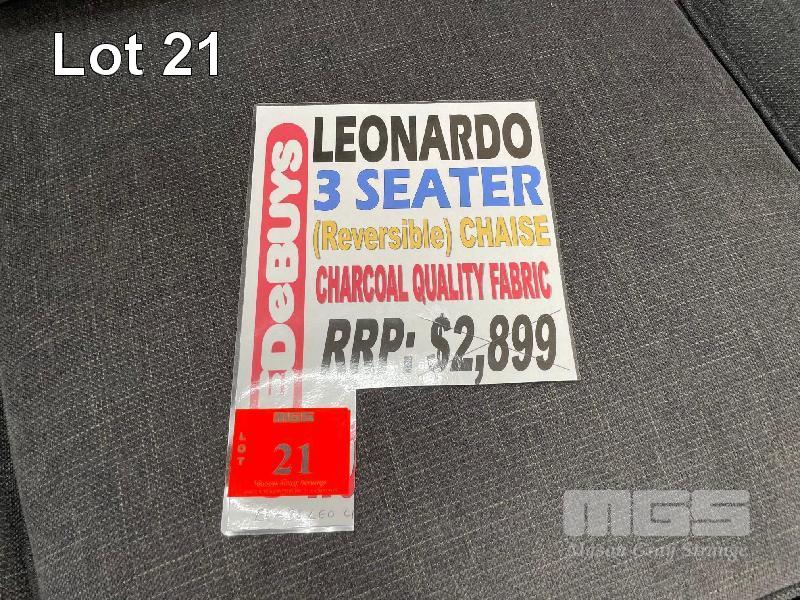 Lot 21
LEONARDO
3 SEATER
(Reversible) CHAISE
CHARCOAL QUALITY FABRIC
RRP: $2,899
DeBUYS
MGS
LOT
21
Mason Gray Strange
MGS
Mason Gray Strange